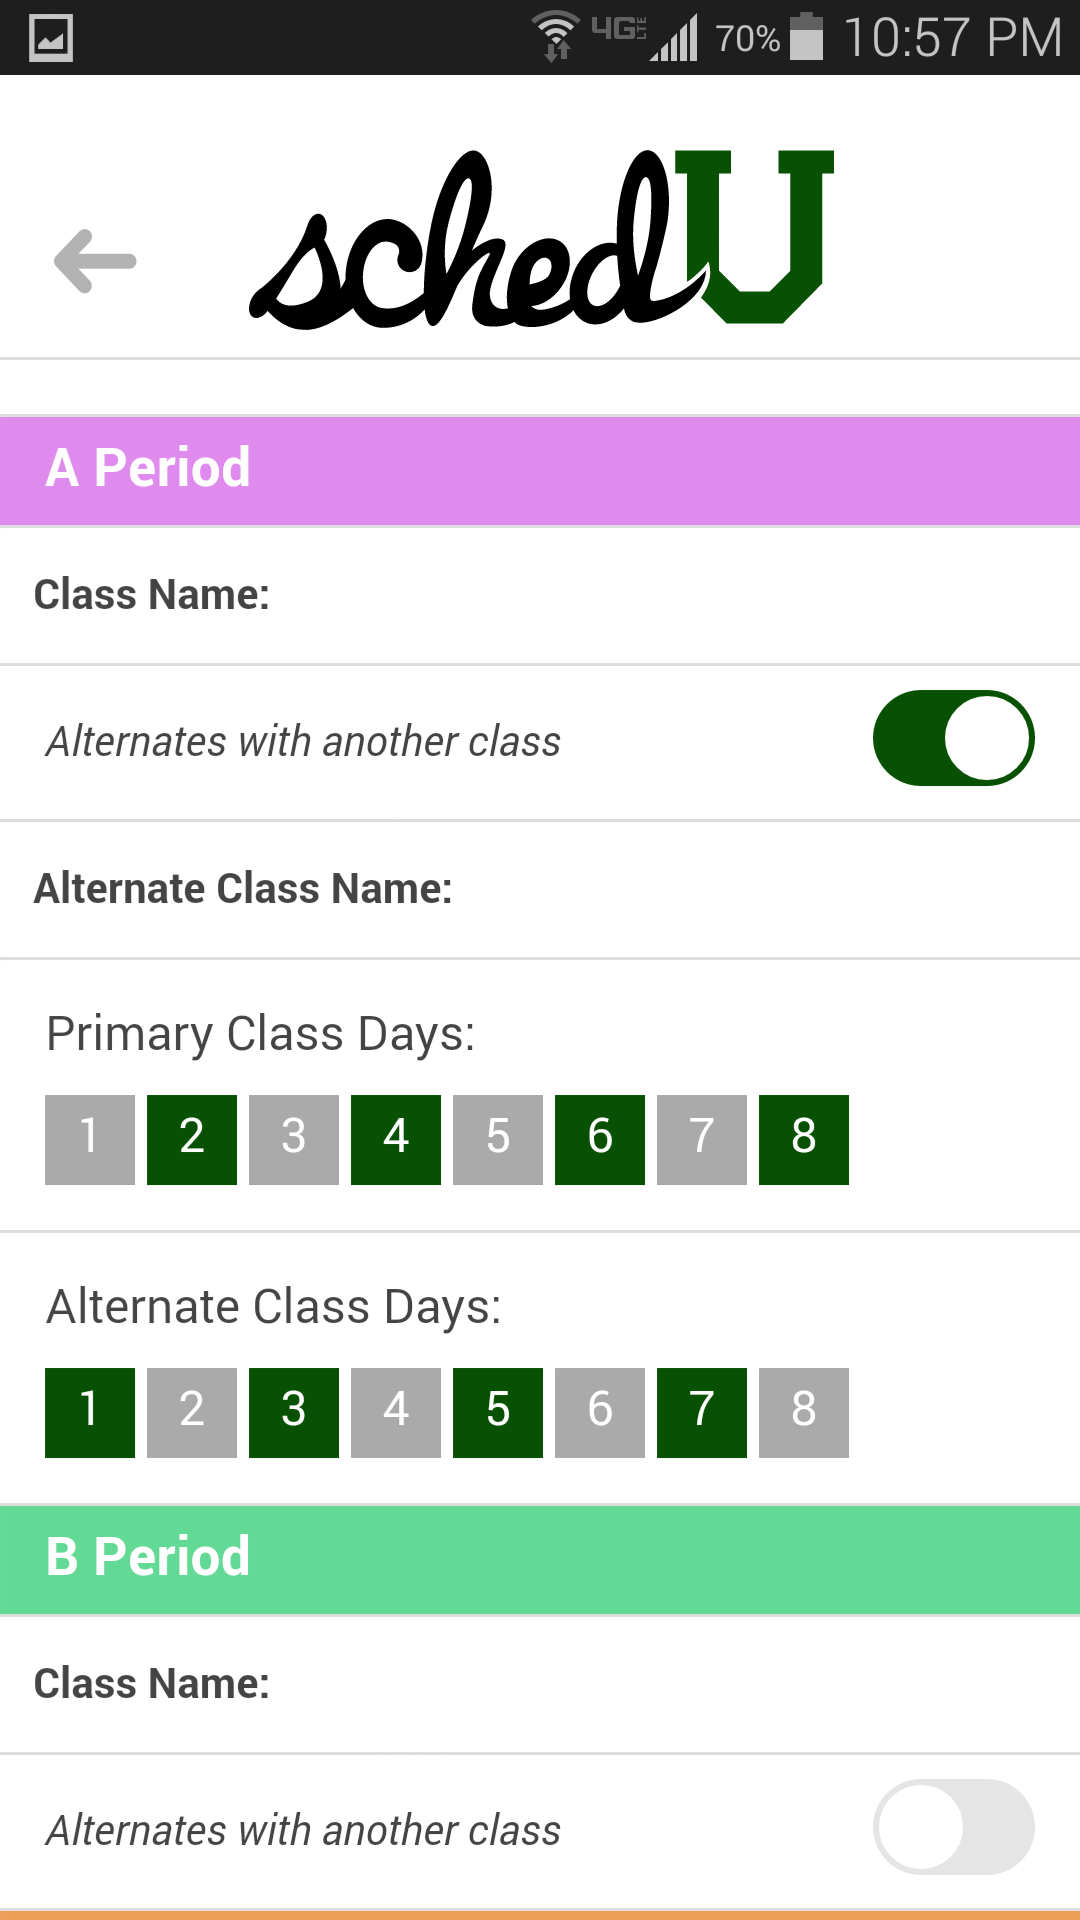 4G LTE 70% 10:57 PM
schedU
A Period
Class Name:
Alternates with another class
Alternate Class Name:
Primary Class Days:
1 2 3 4 5 6 7 8
Alternate Class Days:
1 2 3 4 5 6 7 8
B Period
Class Name:
Alternates with another class